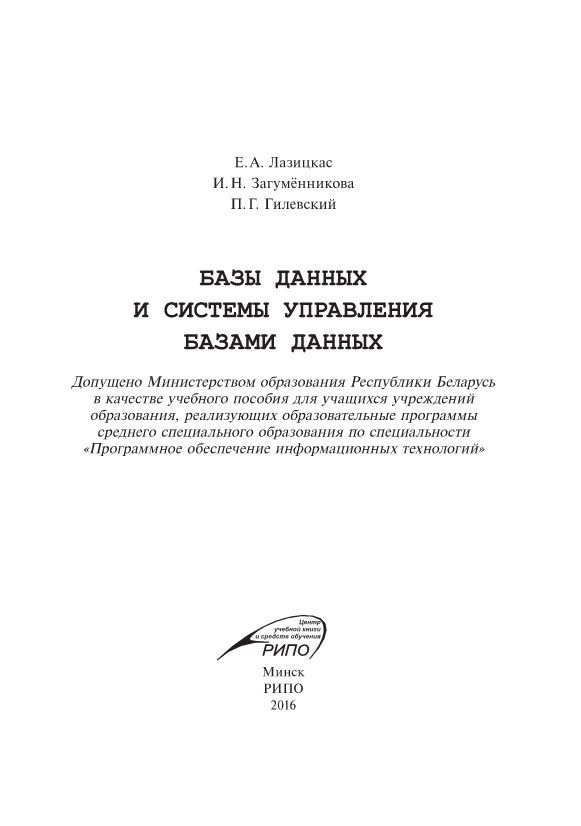 Е. А. Лазицкас
И. Н. Загумённикова
П. Г. Гилевский
БАЗЫ ДАННЫХ
И СИСТЕМЫ УПРАВЛЕНИЯ
БАЗАМИ ДАННЫХ
Допущено Министерством образования Республики Беларусь
в качестве учебного пособия для учащихся учреждений
образования, реализующих образовательные программы
среднего специального образования по специальности
«Программное обеспечение информационных технологий»
Центр
учебной книги
и средств обучения
РИПО
Минск
РИПО
2016